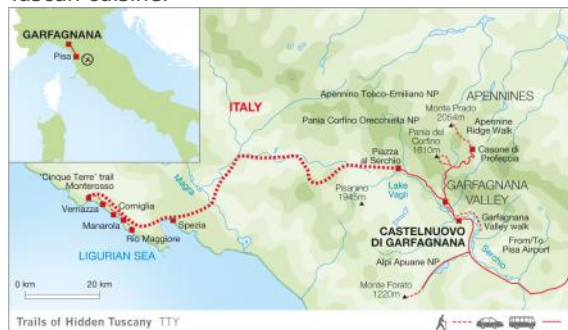 Tuscan cuisine.
GARFAGNANA
Pisa
ITALY
Apennino Tosco-Emiliano NP
Pania Corfino Orecchiella NP
APENNINES
Monte Prado
2054m
Pania del
Corfino
1610m
Apennine
Ridge Walk
Casone di
Profeccia
Piazza
al Serchio
'Cinque Terre' trail
Monterosso
Vernazza
Corniglia
Manarola
Rio Maggiore
Magra
Spezia
Pisanino
1945m
Lake
Vagli
GARFAGNANA
VALLEY
CASTELNUOVO
DI GARFAGNANA
Garfagnana
Valley walk
Serchio
From/To
Pisa Airport
LIGURIAN SEA
Alpi Apuane NP
Monte Forato
1220m
0 km
20 km
Trails of Hidden Tuscany TTY